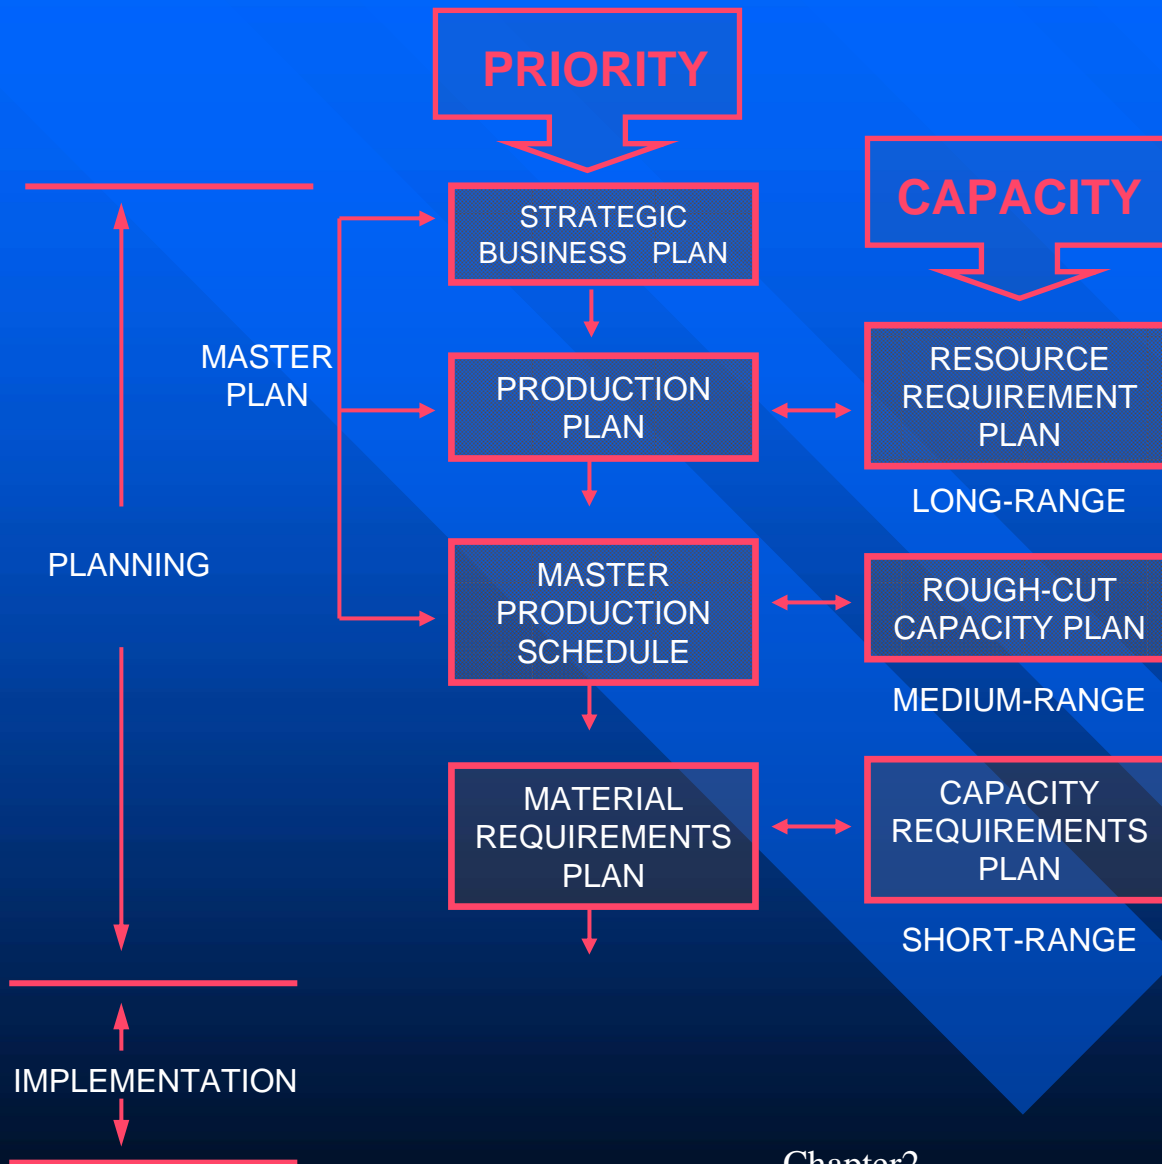 PRIORITY
CAPACITY
STRATEGIC
BUSINESS PLAN
MASTER
PLAN
PRODUCTION
PLAN
RESOURCE
REQUIREMENT
PLAN
LONG-RANGE
PLANNING
MASTER
PRODUCTION
SCHEDULE
ROUGH-CUT
CAPACITY PLAN
MEDIUM-RANGE
MATERIAL
REQUIREMENTS
PLAN
CAPACITY
REQUIREMENTS
PLAN
SHORT-RANGE
IMPLEMENTATION
Chapter2